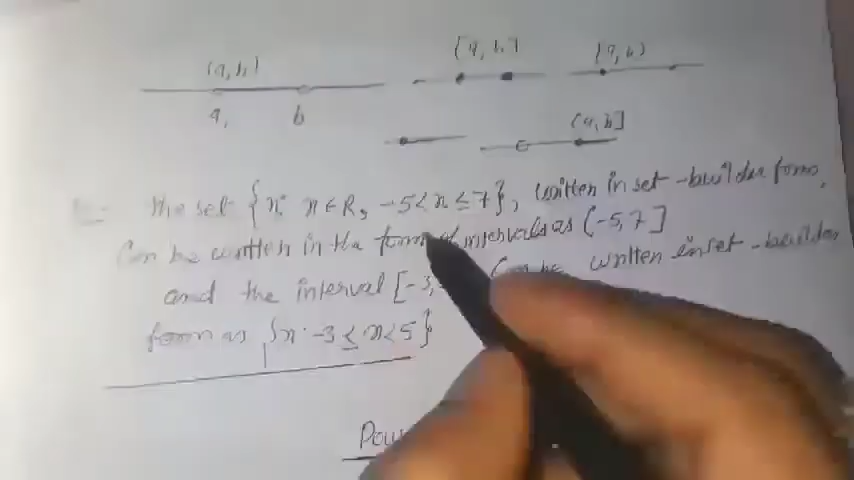 (a, b) [a, b] [a, b)
a, b
(a, b]
the set {x: x ∈ R, -5 < x ≤ 7}, written in set-builder form,
Can be written in the form of intervals as (-5, 7]
and the interval [-3, Can be written in set-builder
form as {x: -3 ≤ x < 5}
Pow